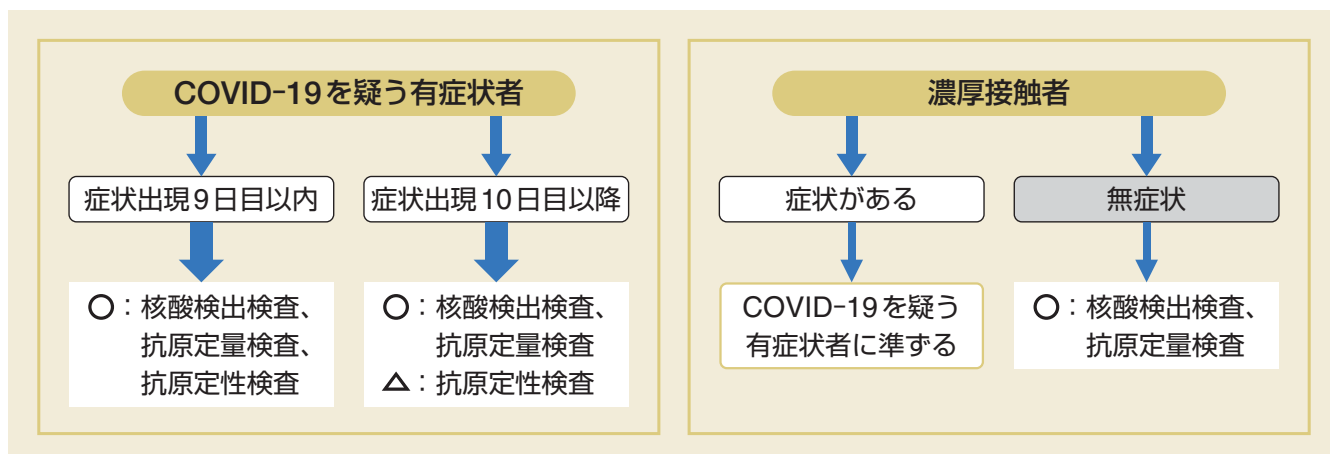 COVID-19を疑う有症状者
症状出現9日目以内
症状出現10日目以降
○：核酸検出検査、
抗原定量検査、
抗原定性検査
○：核酸検出検査、
抗原定量検査
△：抗原定性検査
濃厚接触者
症状がある
無症状
COVID-19を疑う
有症状者に準ずる
○：核酸検出検査、
抗原定量検査